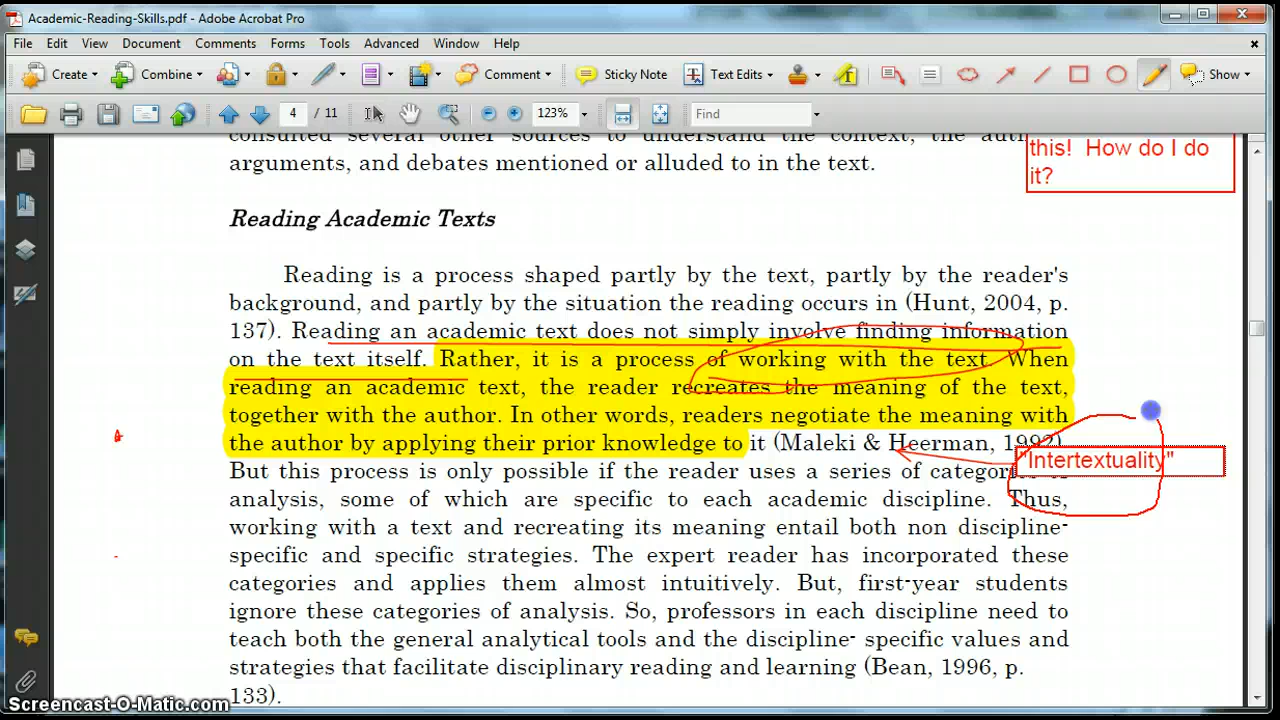 Academic-Reading-Skills.pdf - Adobe Acrobat Pro
File Edit View Document Comments Forms Tools Advanced Window Help
Create Combine Comment Sticky Note Text Edits Show
4 / 11 123% Find
consulted several other sources to understand the context, the
arguments, and debates mentioned or alluded to in the text.
this! How do I do
it?
Reading Academic Texts
Reading is a process shaped partly by the text, partly by the reader's
background, and partly by the situation the reading occurs in (Hunt, 2004, p.
137). Reading an academic text does not simply involve finding information
on the text itself. Rather, it is a process of working with the text. When
reading an academic text, the reader recreates the meaning of the text,
together with the author. In other words, readers negotiate the meaning with
the author by applying their prior knowledge to it (Maleki & Heerman, 1992).
"Intertextuality"
But this process is only possible if the reader uses a series of
analysis, some of which are specific to each academic discipline. Thus,
working with a text and recreating its meaning entail both non discipline-
specific and specific strategies. The expert reader has incorporated these
categories and applies them almost intuitively. But, first-year students
ignore these categories of analysis. So, professors in each discipline need to
teach both the general analytical tools and the discipline- specific values and
strategies that facilitate disciplinary reading and learning (Bean, 1996, p.
133).
Screencast-O-Matic.com